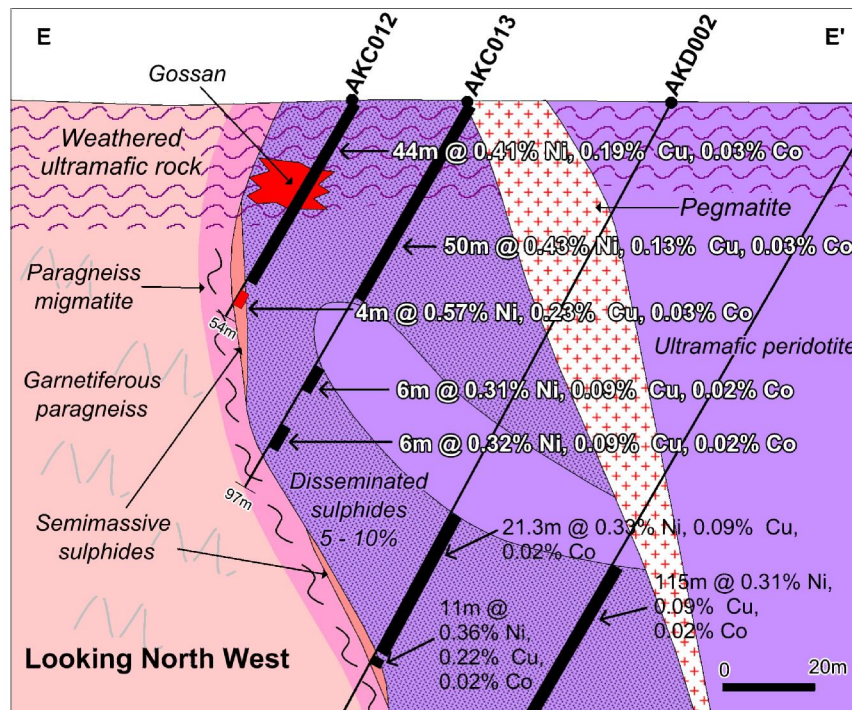 E
E'
AKC012
AKC013
AKD002
Gossan
Weathered
ultramafic rock
44m @ 0.41% Ni, 0.19% Cu, 0.03% Co
Pegmatite
50m @ 0.43% Ni, 0.13% Cu, 0.03% Co
Paragneiss
migmatite
4m @ 0.57% Ni, 0.23% Cu, 0.03% Co
54m
Ultramafic peridotite
Garnetiferous
paragneiss
6m @ 0.31% Ni, 0.09% Cu, 0.02% Co
6m @ 0.32% Ni, 0.09% Cu, 0.02% Co
97m
Disseminated
sulphides
5 - 10%
Semimassive
sulphides
21.3m @ 0.33% Ni, 0.09% Cu,
0.02% Co
115m @ 0.31% Ni,
0.09% Cu,
0.02% Co
11m @
0.36% Ni,
0.22% Cu,
0.02% Co
Looking North West
0 20m